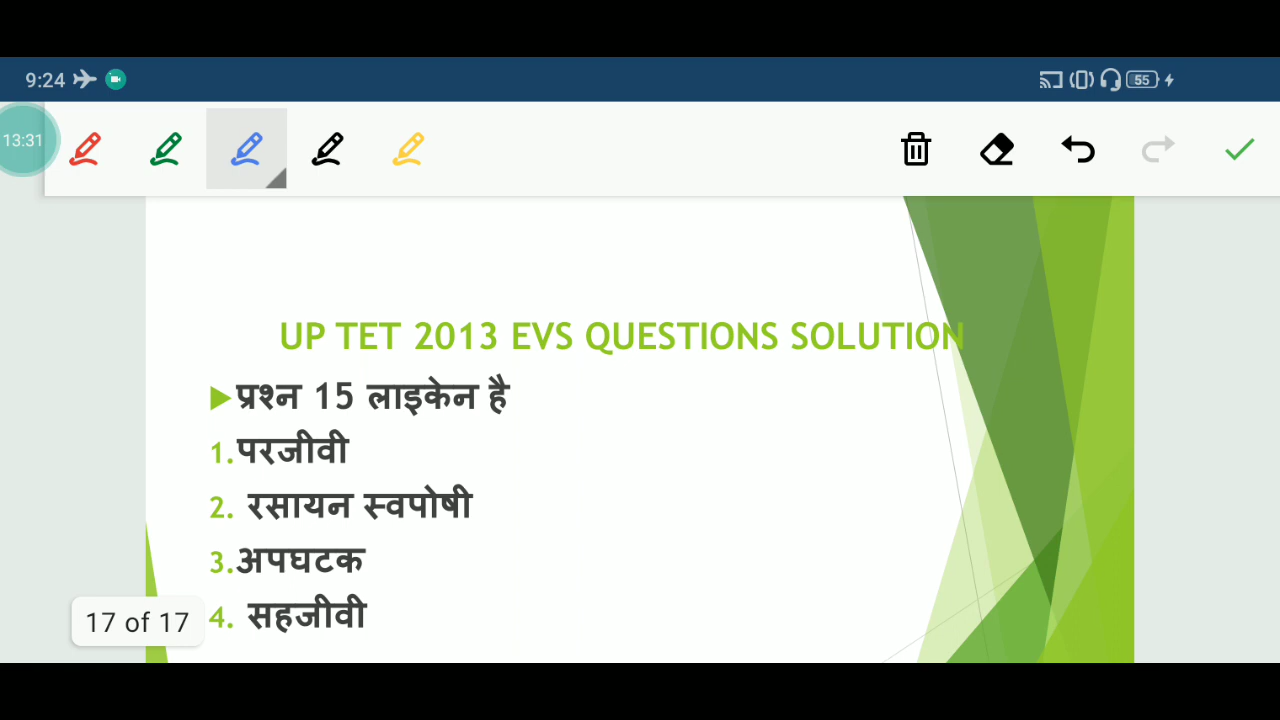 9:24
55
13:31
UP TET 2013 EVS QUESTIONS SOLUTION
प्रश्न 15 लाइकेन है
1.परजीवी
2. रसायन स्वपोषी
3.अपघटक
4. सहजीवी
17 of 17